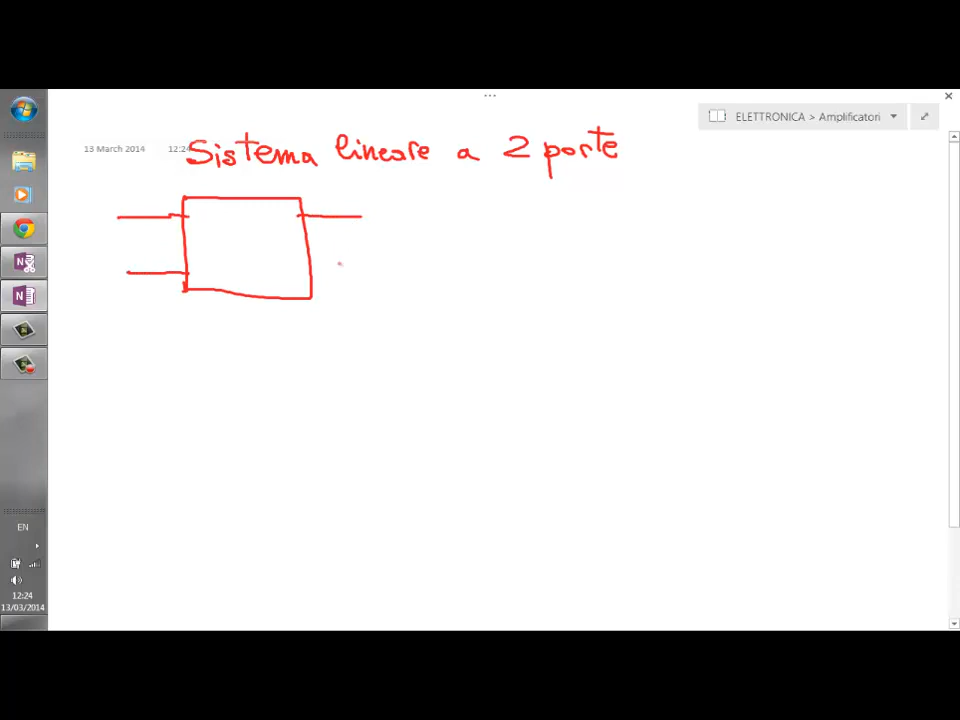 ELETTRONICA > Amplificatori
13 March 2014 12:24
Sistema lineare a 2 porte
EN
12:24
13/03/2014